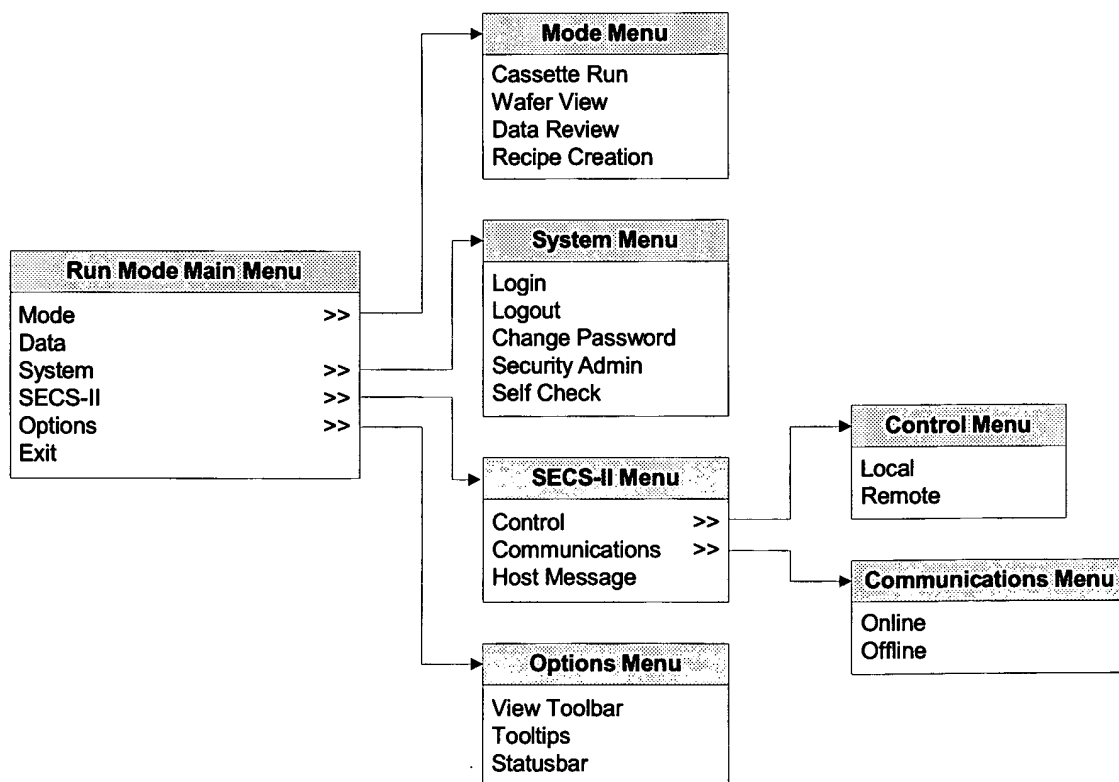 Mode Menu
Cassette Run
Wafer View
Data Review
Recipe Creation
System Menu
Login
Logout
Change Password
Security Admin
Self Check
Run Mode Main Menu
Mode >>
Data
System >>
SECS-II >>
Options >>
Exit
SECS-II Menu
Control >>
Communications >>
Host Message
Control Menu
Local
Remote
Communications Menu
Online
Offline
Options Menu
View Toolbar
Tooltips
Statusbar